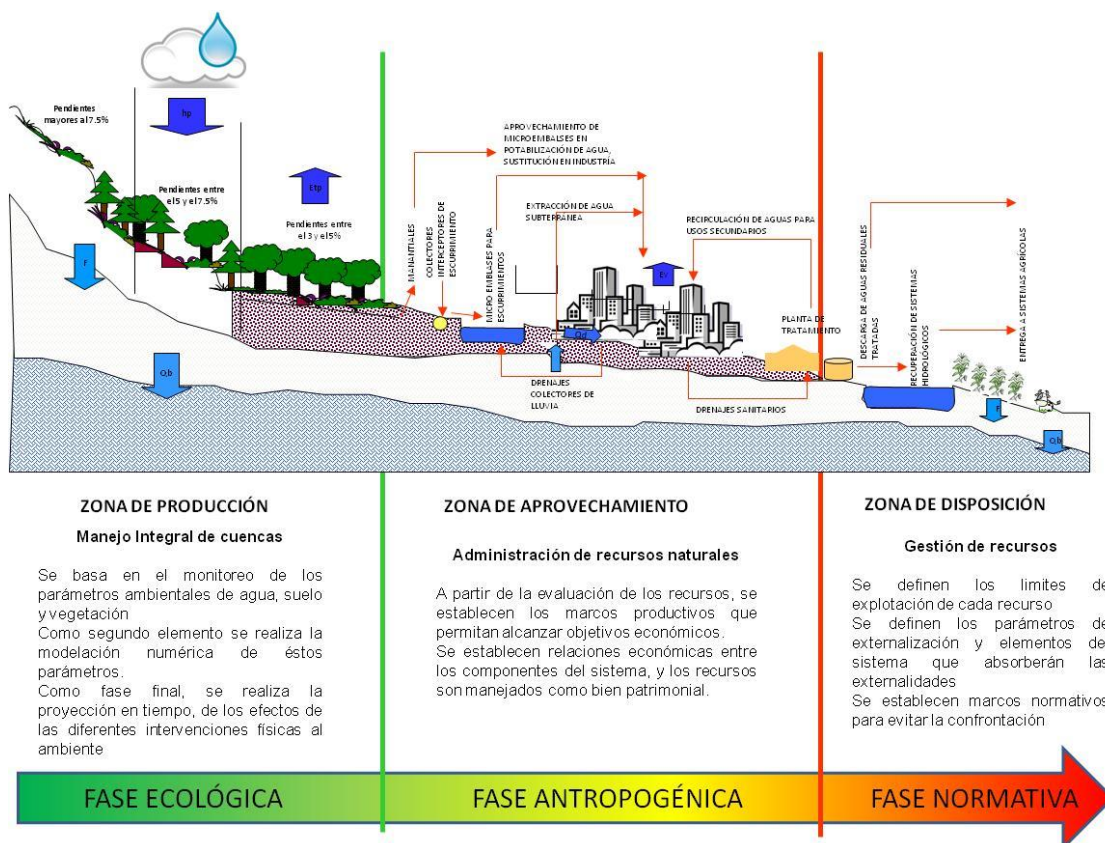 Pendientes
mayores al 7.5%
hp
Pendientes entre
el 5 y el 7.5%
Etp
Pendientes entre
el 3 y el 5%
F
Qb
MANANTIALES
COLECTORES
INTERCEPTORES DE
ESCURRIMIENTO
MICRO EMBLASES PARA
ESCURRIMIENTOS
APROVECHAMIENTO DE
MICROEMBALSES EN
POTABILIZACIÓN DE AGUA,
SUSTITUCIÓN EN INDUSTRÍA
EXTRACCIÓN DE AGUA
SUBTERRÁNEA
RECIRCULACIÓN DE AGUAS PARA
USOS SECUNDARIOS
Ev
Qd
DRENAJES
COLECTORES DE
LLUVIA
DRENAJES SANITARIOS
PLANTA DE
TRATAMIENTO
DESCARGA DE AGUAS RESIDUALES
TRATADAS
RECUPERACIÓN DE SISTEMAS
HIDROLÓGICOS
ENTREGA A SISTEMAS AGRÍCOLAS
F
Qb
ZONA DE PRODUCCIÓN
Manejo Integral de cuencas
Se basa en el monitoreo de los
parámetros ambientales de agua, suelo
y vegetación
Como segundo elemento se realiza la
modelación numérica de éstos
parámetros.
Como fase final, se realiza la
proyección en tiempo, de los efectos de
las diferentes intervenciones físicas al
ambiente
ZONA DE APROVECHAMIENTO
Administración de recursos naturales
A partir de la evaluación de los recursos, se
establecen los marcos productivos que
permitan alcanzar objetivos económicos.
Se establecen relaciones económicas entre
los componentes del sistema, y los recursos
son manejados como bien patrimonial.
ZONA DE DISPOSICIÓN
Gestión de recursos
Se definen los limites de
explotación de cada recurso
Se definen los parámetros de
externalización y elementos de
sistema que absorberán las
externalidades
Se establecen marcos normativos
para evitar la confrontación
FASE ECOLÓGICA
FASE ANTROPOGÉNICA
FASE NORMATIVA